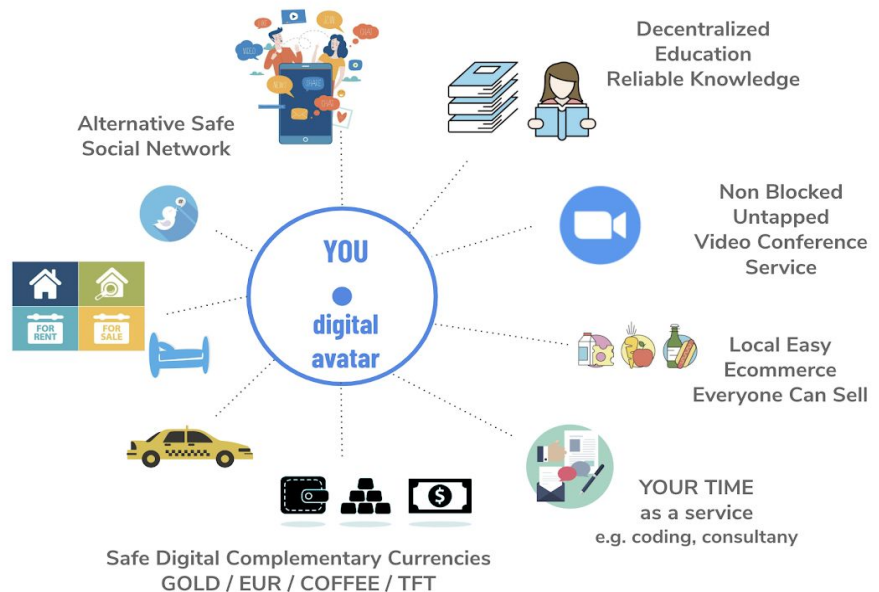 Decentralized
Education
Reliable Knowledge
Alternative Safe
Social Network
Non Blocked
Untapped
Video Conference
Service
YOU
digital
avatar
FOR
RENT
FOR
SALE
Local Easy
Ecommerce
Everyone Can Sell
YOUR TIME
as a service
e.g. coding, consultany
Safe Digital Complementary Currencies
GOLD / EUR / COFFEE / TFT